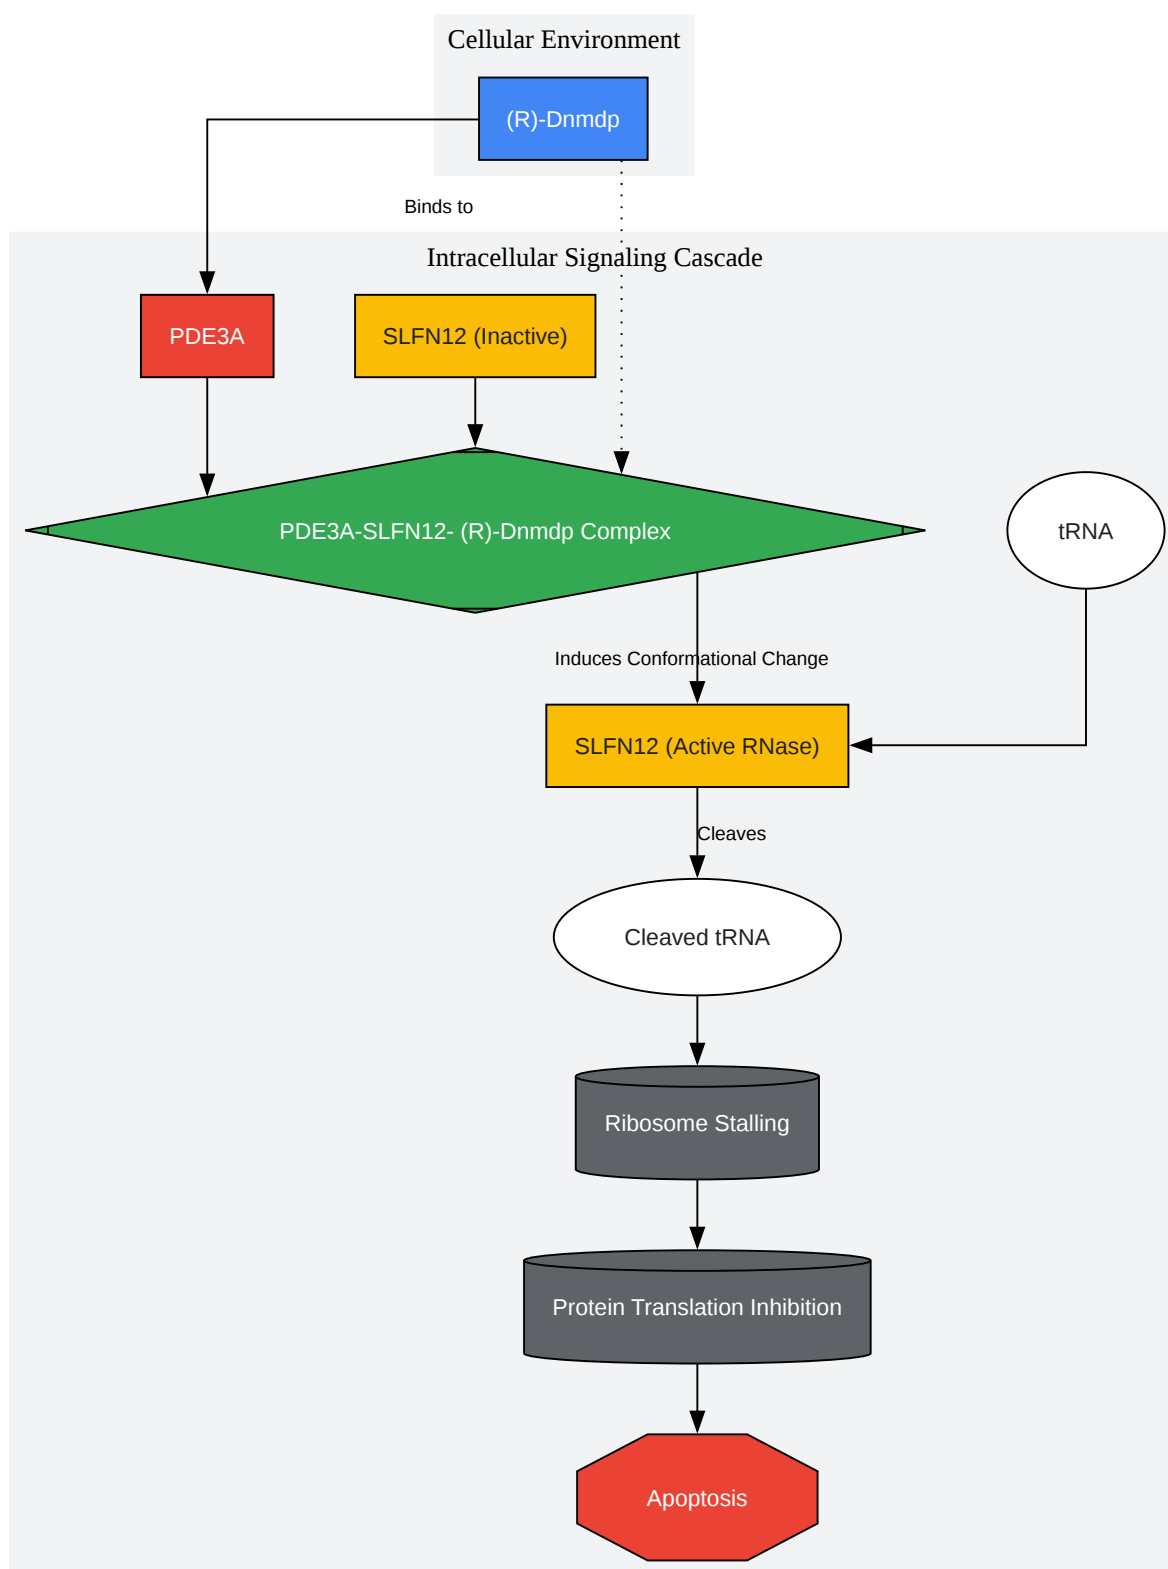 Cellular Environment
(R)-Dnmdp
Binds to
Intracellular Signaling Cascade
PDE3A
SLFN12 (Inactive)
PDE3A-SLFN12- (R)-Dnmdp Complex
tRNA
Induces Conformational Change
SLFN12 (Active RNase)
Cleaves
Cleaved tRNA
Ribosome Stalling
Protein Translation Inhibition
Apoptosis